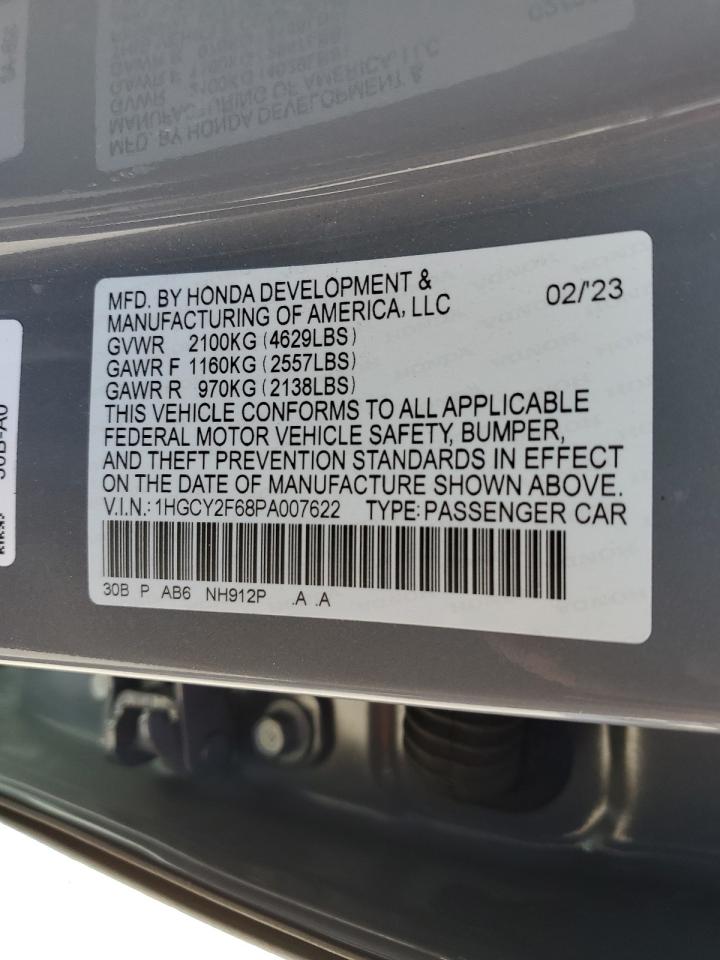 MFD. BY HONDA DEVELOPMENT & MANUFACTURING OF AMERICA, LLC 02/'23
GVWR 2100KG (4629LBS)
GAWR F 1160KG (2557LBS)
GAWR R 970KG (2138LBS)
THIS VEHICLE CONFORMS TO ALL APPLICABLE
FEDERAL MOTOR VEHICLE SAFETY, BUMPER,
AND THEFT PREVENTION STANDARDS IN EFFECT
ON THE DATE OF MANUFACTURE SHOWN ABOVE.
V.I.N.: 1HGCY2F68PA007622 TYPE: PASSENGER CAR
30B P AB6 NH912P .A .A